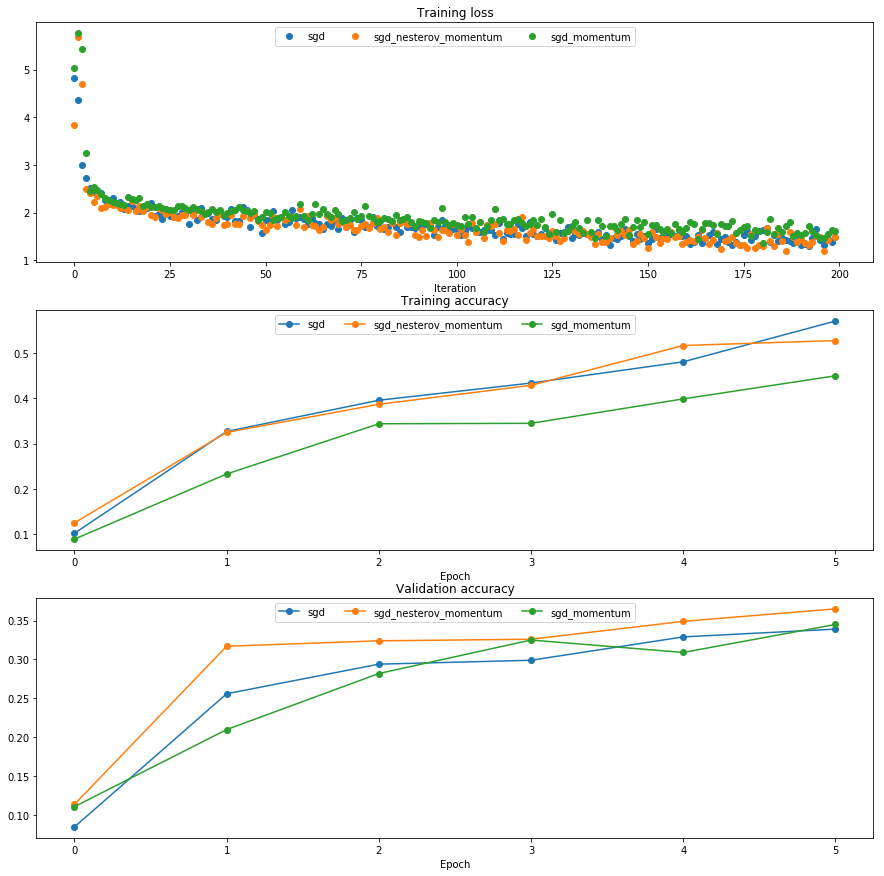 Training loss
sgd sgd_nesterov_momentum sgd_momentum
5
4
3
2
1
0 25 50 75 100 125 150 175 200
Iteration
Training accuracy
sgd sgd_nesterov_momentum sgd_momentum
0.5
0.4
0.3
0.2
0.1
0 1 2 3 4 5
Epoch
Validation accuracy
sgd sgd_nesterov_momentum sgd_momentum
0.35
0.30
0.25
0.20
0.15
0.10
0 1 2 3 4 5
Epoch